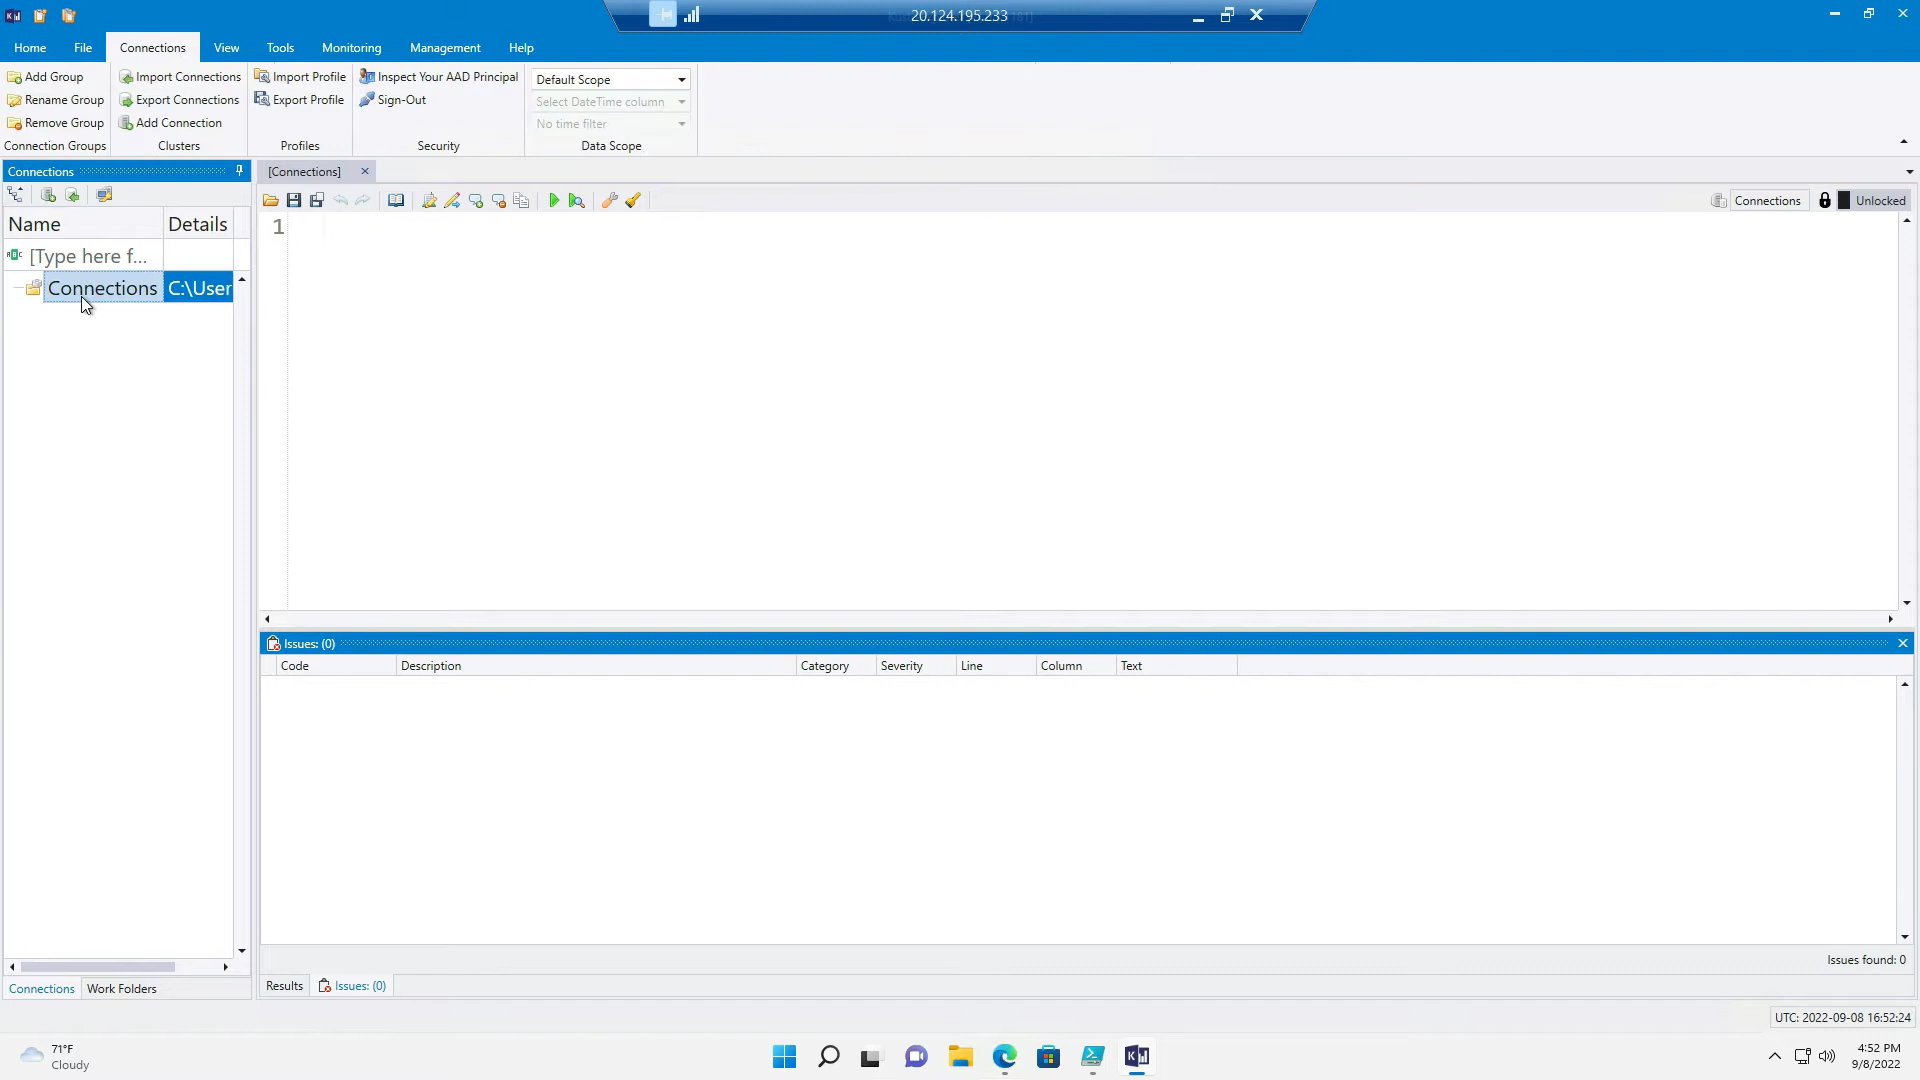 20.124.195.233
Home File Connections View Tools Monitoring Management Help
Add Group Import Connections Import Profile Inspect Your AAD Principal Default Scope
Rename Group Export Connections Export Profile Sign-Out Select DateTime column
Remove Group Add Connection No time filter
Connection Groups Clusters Profiles Security Data Scope
Connections [Connections]
Connections Unlocked
Name Details
1
[Type here f...
Connections C:\User
Issues: (0)
Code Description Category Severity Line Column Text
Issues found: 0
Results Issues: (0)
Connections Work Folders
UTC: 2022-09-08 16:52:24
71°F
Cloudy
4:52 PM
9/8/2022